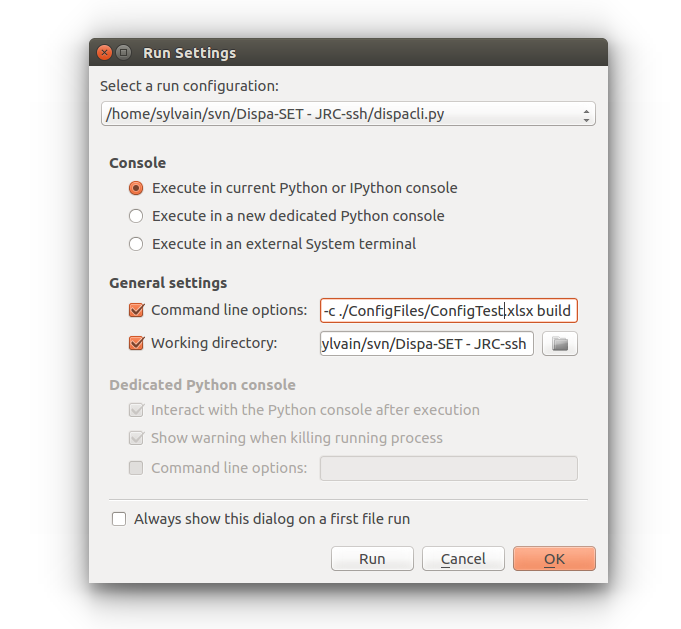 Run Settings
Select a run configuration:
/home/sylvain/svn/Dispa-SET - JRC-ssh/dispacli.py
Console
Execute in current Python or IPython console
Execute in a new dedicated Python console
Execute in an external System terminal
General settings
Command line options: -c ./ConfigFiles/ConfigTest.xlsx build
Working directory: ylvain/svn/Dispa-SET - JRC-ssh
Dedicated Python console
Interact with the Python console after execution
Show warning when killing running process
Command line options:
Always show this dialog on a first file run
Run Cancel OK